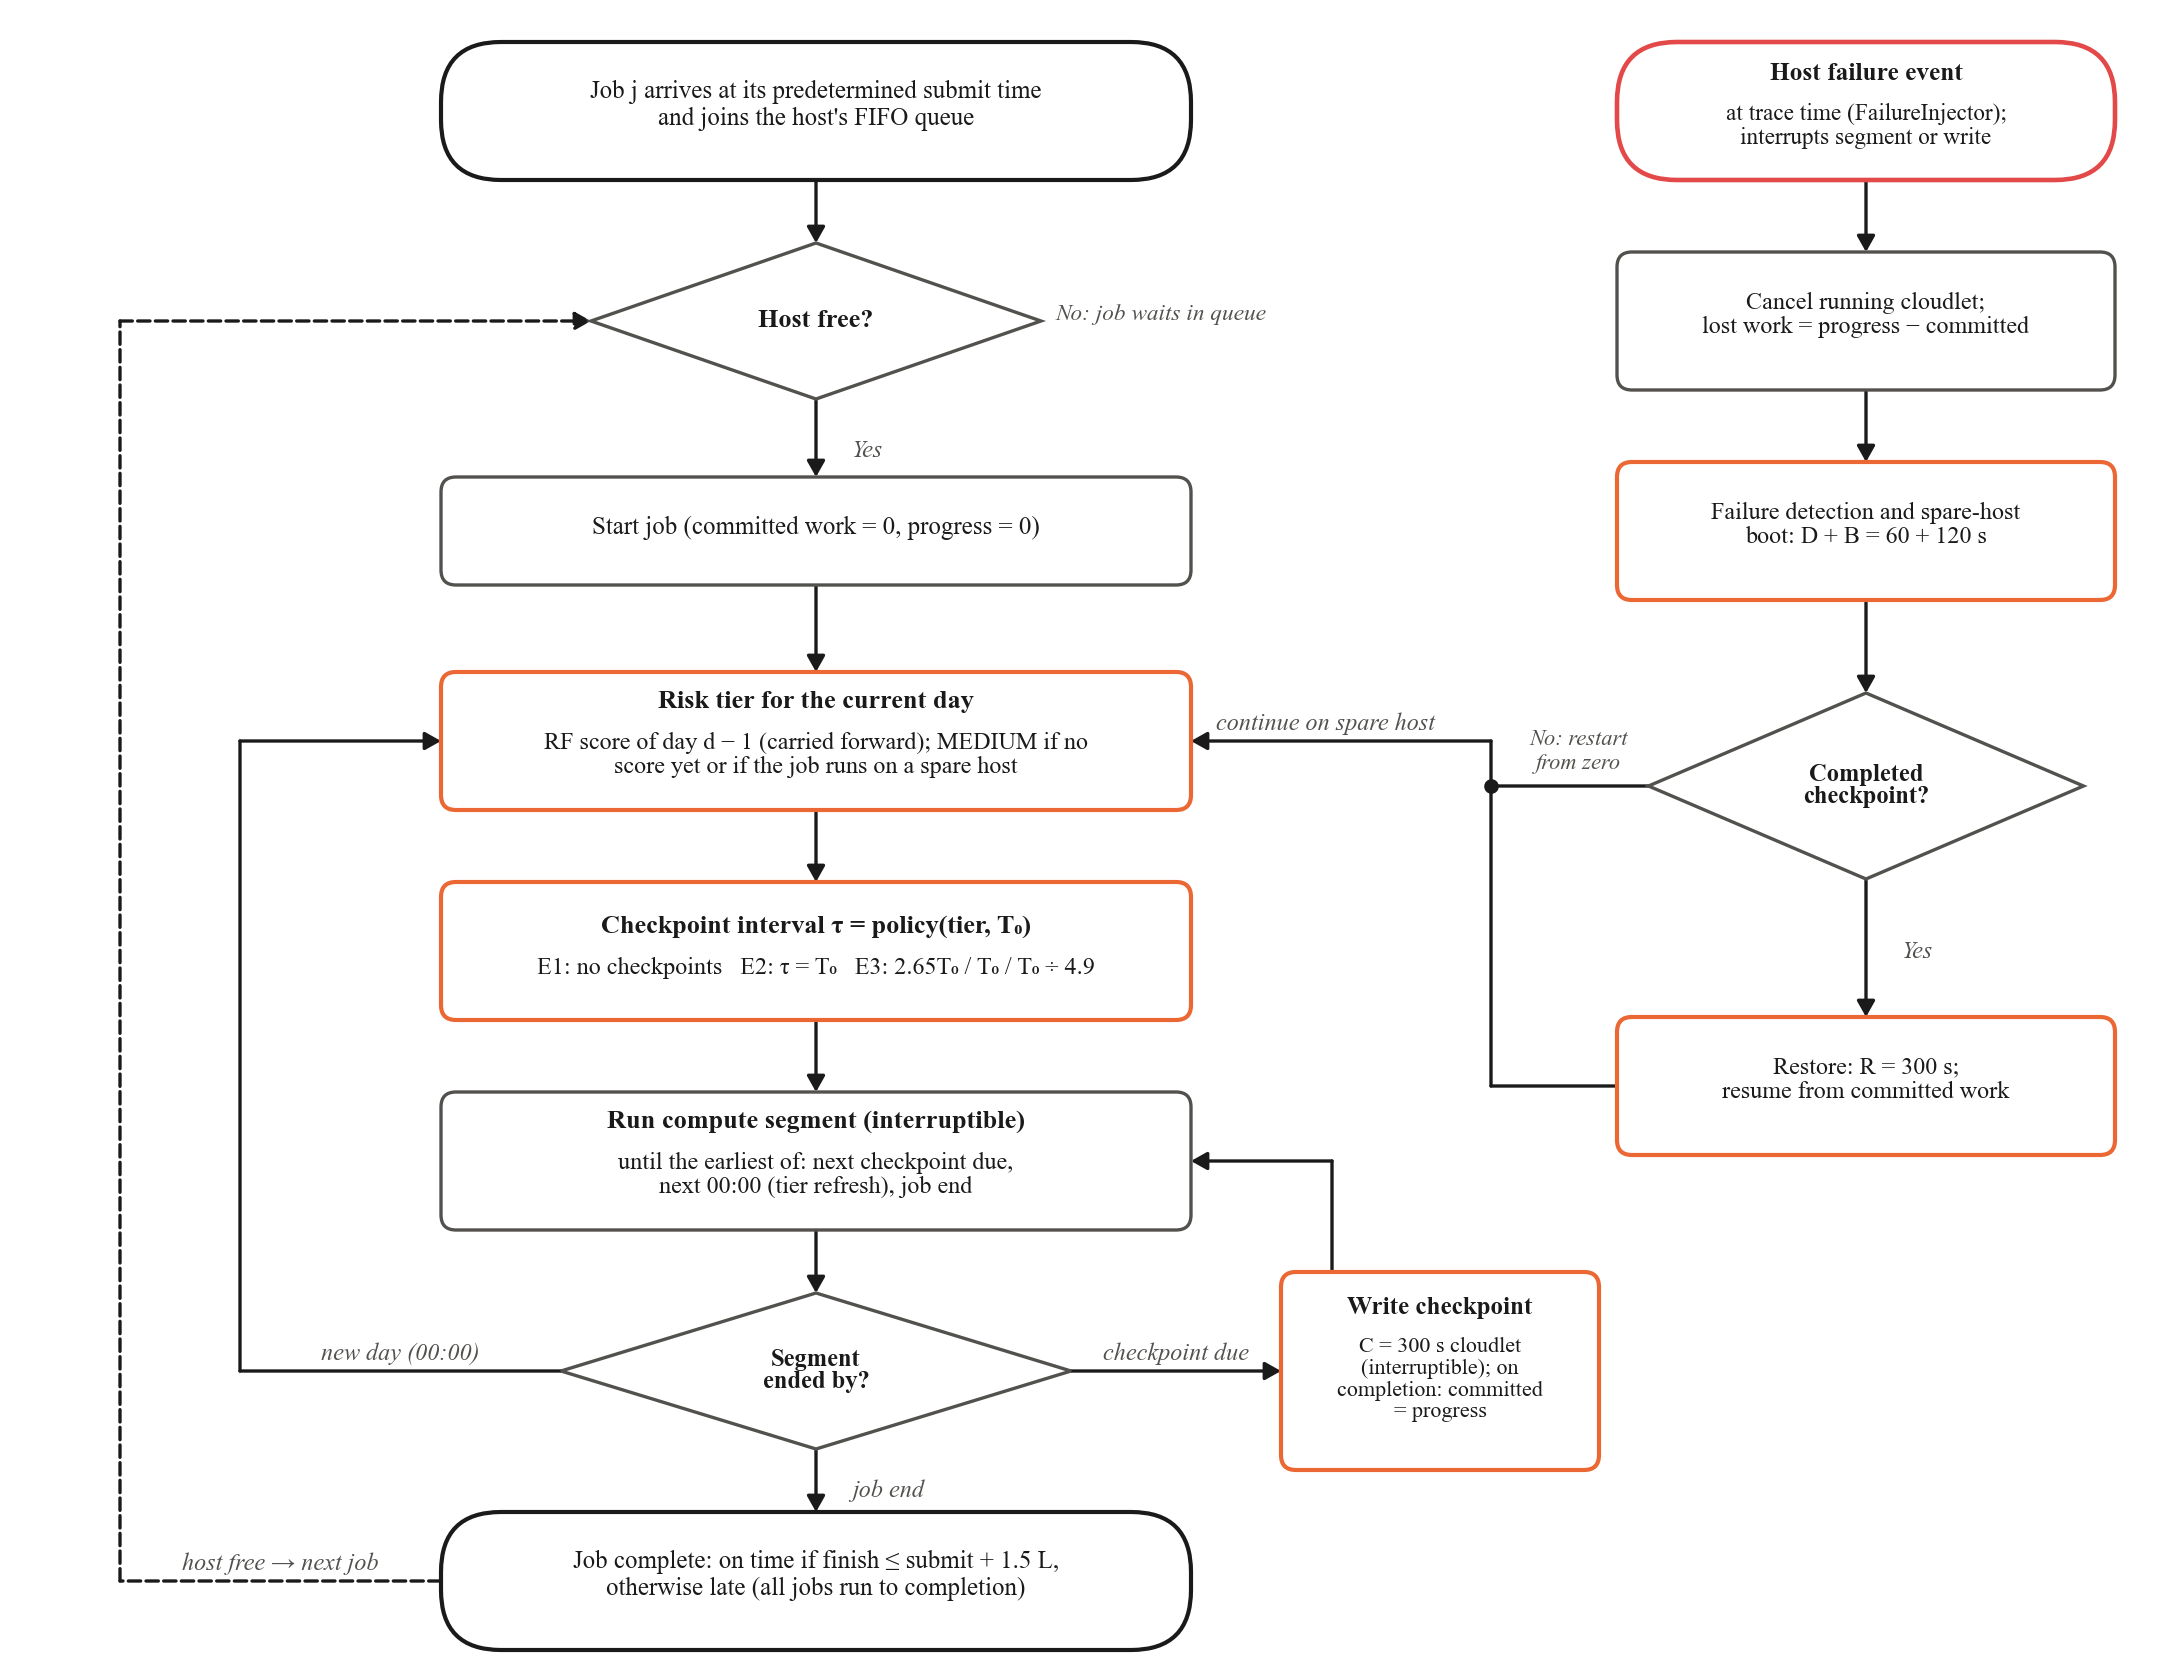 Job j arrives at its predetermined submit time
and joins the host's FIFO queue
Host free?
No: job waits in queue
Yes
Start job (committed work = 0, progress = 0)
Risk tier for the current day
RF score of day d − 1 (carried forward); MEDIUM if no
score yet or if the job runs on a spare host
Checkpoint interval τ = policy(tier, T₀)
E1: no checkpoints E2: τ = T₀ E3: 2.65T₀ / T₀ / T₀ ÷ 4.9
Run compute segment (interruptible)
until the earliest of: next checkpoint due,
next 00:00 (tier refresh), job end
Segment
ended by?
new day (00:00)
checkpoint due
job end
Write checkpoint
C = 300 s cloudlet
(interruptible); on
completion: committed
= progress
Job complete: on time if finish ≤ submit + 1.5 L,
otherwise late (all jobs run to completion)
host free → next job
Host failure event
at trace time (FailureInjector);
interrupts segment or write
Cancel running cloudlet;
lost work = progress − committed
Failure detection and spare-host
boot: D + B = 60 + 120 s
Completed
checkpoint?
No: restart
from zero
continue on spare host
Yes
Restore: R = 300 s;
resume from committed work